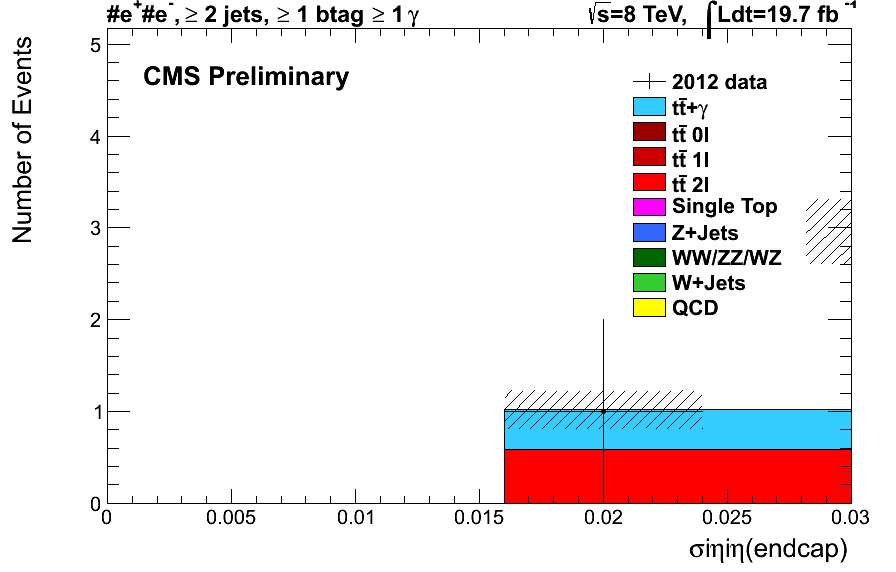 #e⁺#e⁻, ≥ 2 jets, ≥ 1 btag ≥ 1 γ √s=8 TeV, ∫Ldt=19.7 fb⁻¹
Number of Events
CMS Preliminary
2012 data
tt̄+γ
tt̄ 0l
tt̄ 1l
tt̄ 2l
Single Top
Z+Jets
WW/ZZ/WZ
W+Jets
QCD
5
4
3
2
1
0
0 0.005 0.01 0.015 0.02 0.025 0.03
σiηiη(endcap)